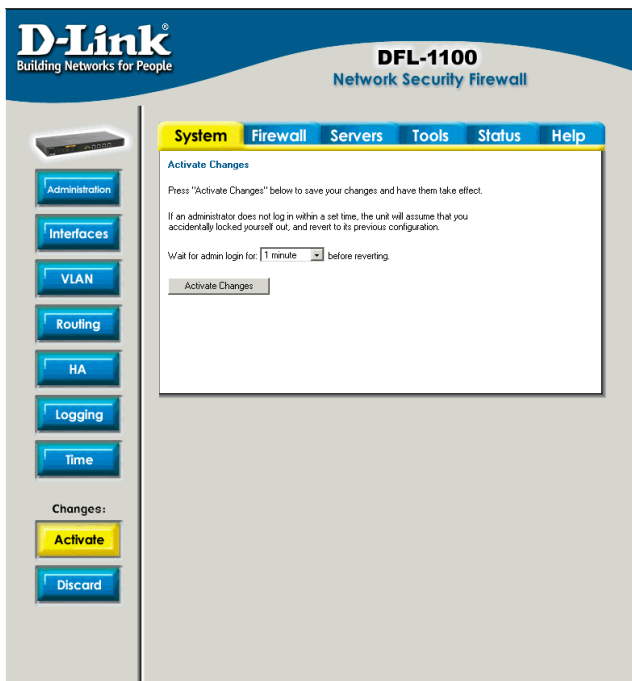 D-Link®
Building Networks for People
DFL-1100
Network Security Firewall
System Firewall Servers Tools Status Help
Administration
Interfaces
VLAN
Routing
HA
Logging
Time
Changes:
Activate
Discard
Activate Changes
Press "Activate Changes" below to save your changes and have them take effect.
If an administrator does not log in within a set time, the unit will assume that you
accidentally locked yourself out, and revert to its previous configuration.
Wait for admin login for: 1 minute before reverting.
Activate Changes